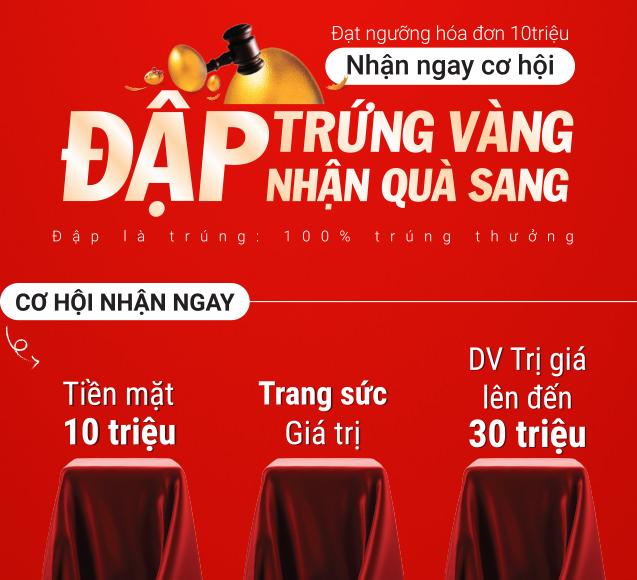 Đạt ngưỡng hóa đơn 10triệu
Nhận ngay cơ hội
ĐẬP TRỨNG VÀNG
NHẬN QUÀ SANG
Đập là trúng: 100% trúng thưởng
CƠ HỘI NHẬN NGAY
Tiền mặt
10 triệu
Trang sức
Giá trị
DV Trị giá
lên đến
30 triệu